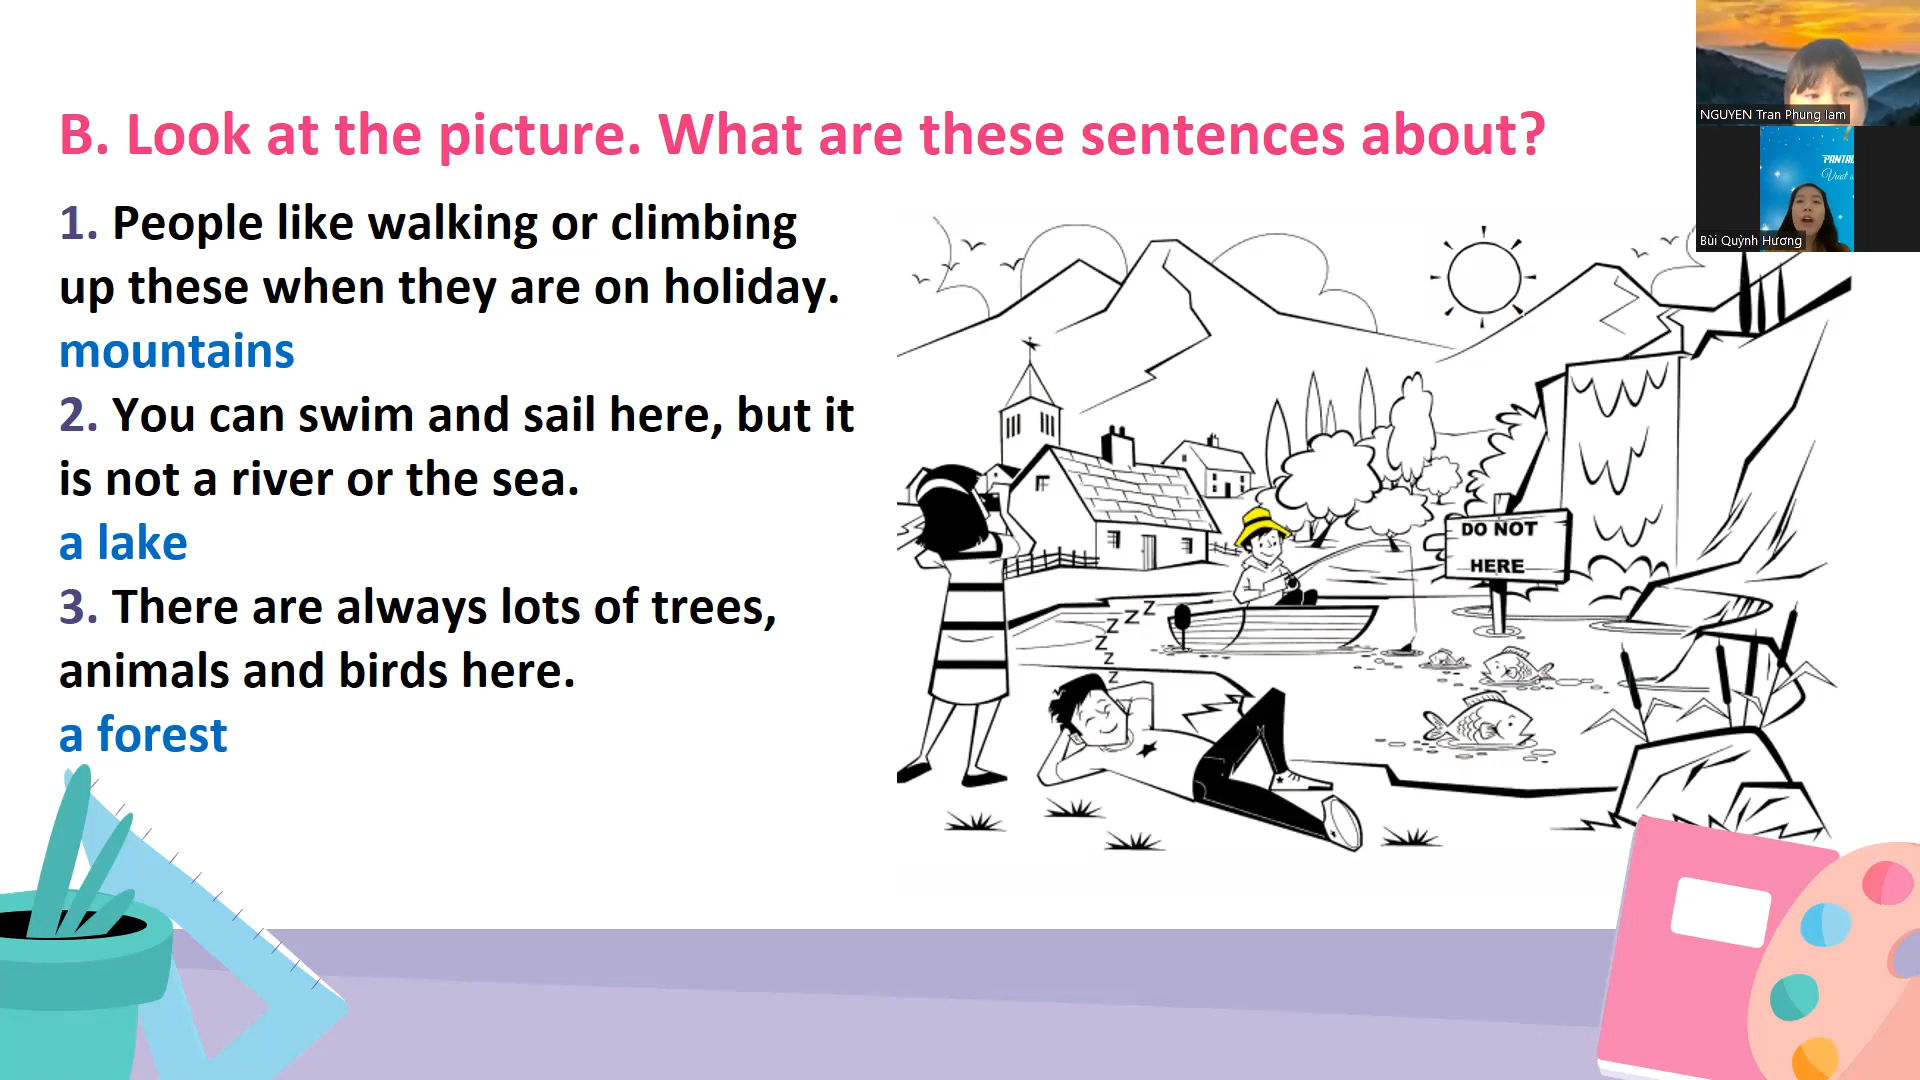 B. Look at the picture. What are these sentences about?
1. People like walking or climbing
up these when they are on holiday.
mountains
2. You can swim and sail here, but it
is not a river or the sea.
a lake
3. There are always lots of trees,
animals and birds here.
a forest
DO NOT
HERE
Z
Z
Z
Z
Z
Z
NGUYEN Tran Phung lam
Bùi Quỳnh Hương